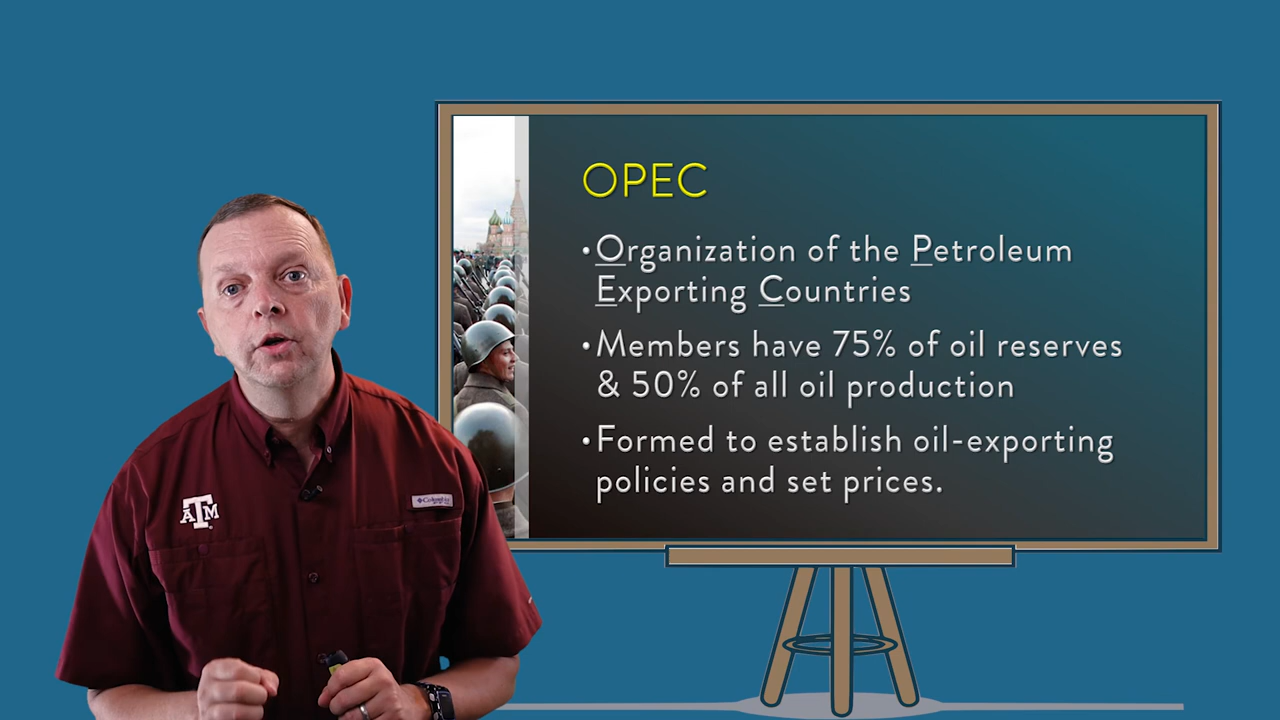 OPEC
•Organization of the Petroleum
Exporting Countries
•Members have 75% of oil reserves
& 50% of all oil production
•Formed to establish oil-exporting
policies and set prices.
ATM
Columbia